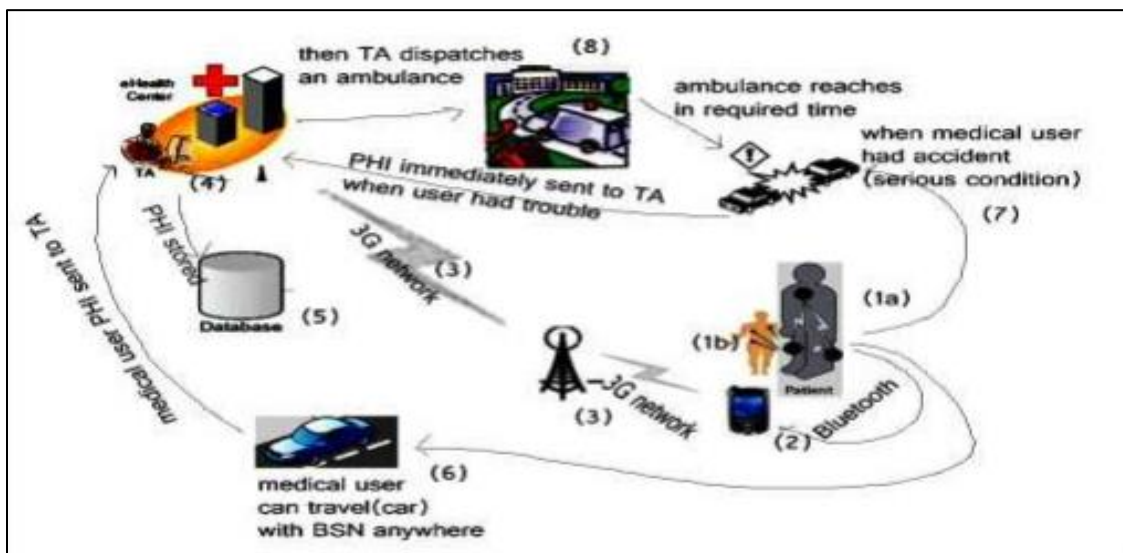 then TA dispatches
an ambulance
(8)
eHealth
Center
TA
(4)
ambulance reaches
in required time
when medical user
had accident
(serious condition)
(7)
PHI immediately sent to TA
when user had trouble
PHI stored
Database
(5)
3G network
(3)
medical user PHI sent to TA
(1a)
(1b)
Patient
(3)
3G network
(2)
Bluetooth
(6)
medical user
can travel(car)
with BSN anywhere